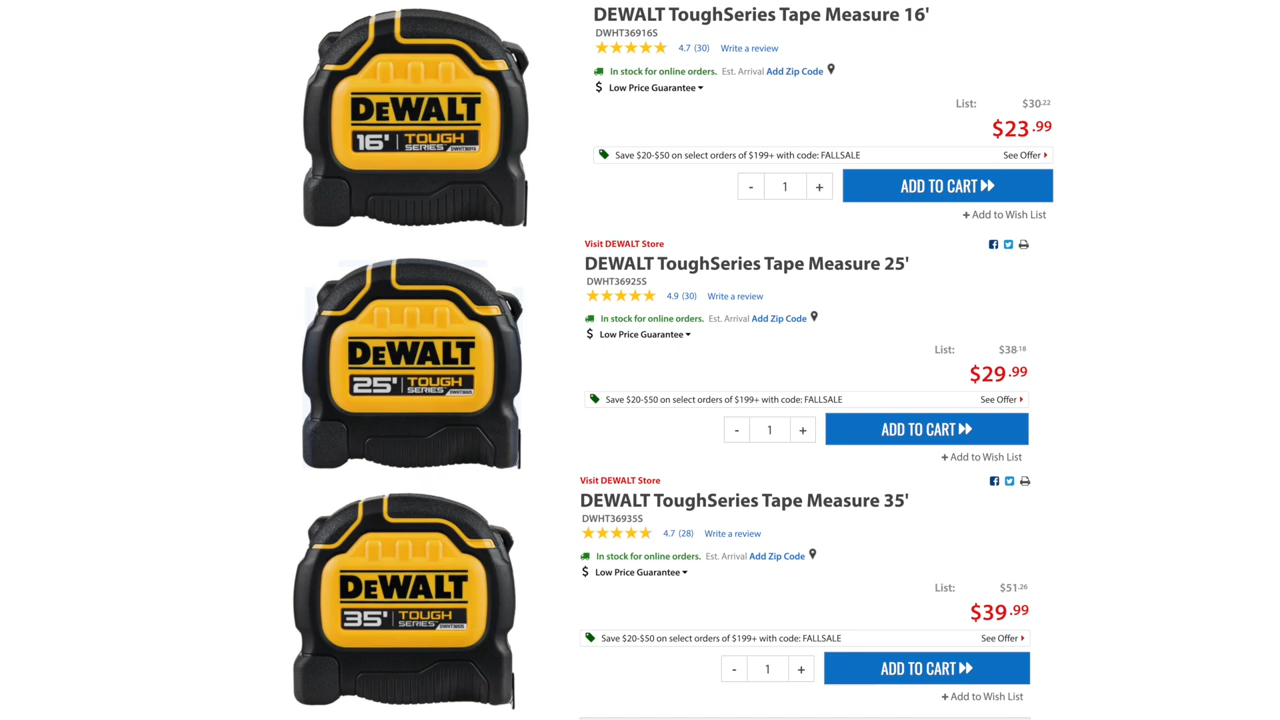 DEWALT
16' | TOUGH
SERIES™
DEWALT ToughSeries Tape Measure 16'
DWHT36916S
4.7 (30) Write a review
In stock for online orders. Est. Arrival Add Zip Code
$ Low Price Guarantee
List: $30.22
$23.99
Save $20-$50 on select orders of $199+ with code: FALLSALE See Offer
- 1 + ADD TO CART
+ Add to Wish List
DEWALT
25' | TOUGH
SERIES™
Visit DEWALT Store
DEWALT ToughSeries Tape Measure 25'
DWHT36925S
4.9 (30) Write a review
In stock for online orders. Est. Arrival Add Zip Code
$ Low Price Guarantee
List: $38.18
$29.99
Save $20-$50 on select orders of $199+ with code: FALLSALE See Offer
- 1 + ADD TO CART
+ Add to Wish List
DEWALT
35' | TOUGH
SERIES™
Visit DEWALT Store
DEWALT ToughSeries Tape Measure 35'
DWHT36935S
4.7 (28) Write a review
In stock for online orders. Est. Arrival Add Zip Code
$ Low Price Guarantee
List: $51.26
$39.99
Save $20-$50 on select orders of $199+ with code: FALLSALE See Offer
- 1 + ADD TO CART
+ Add to Wish List